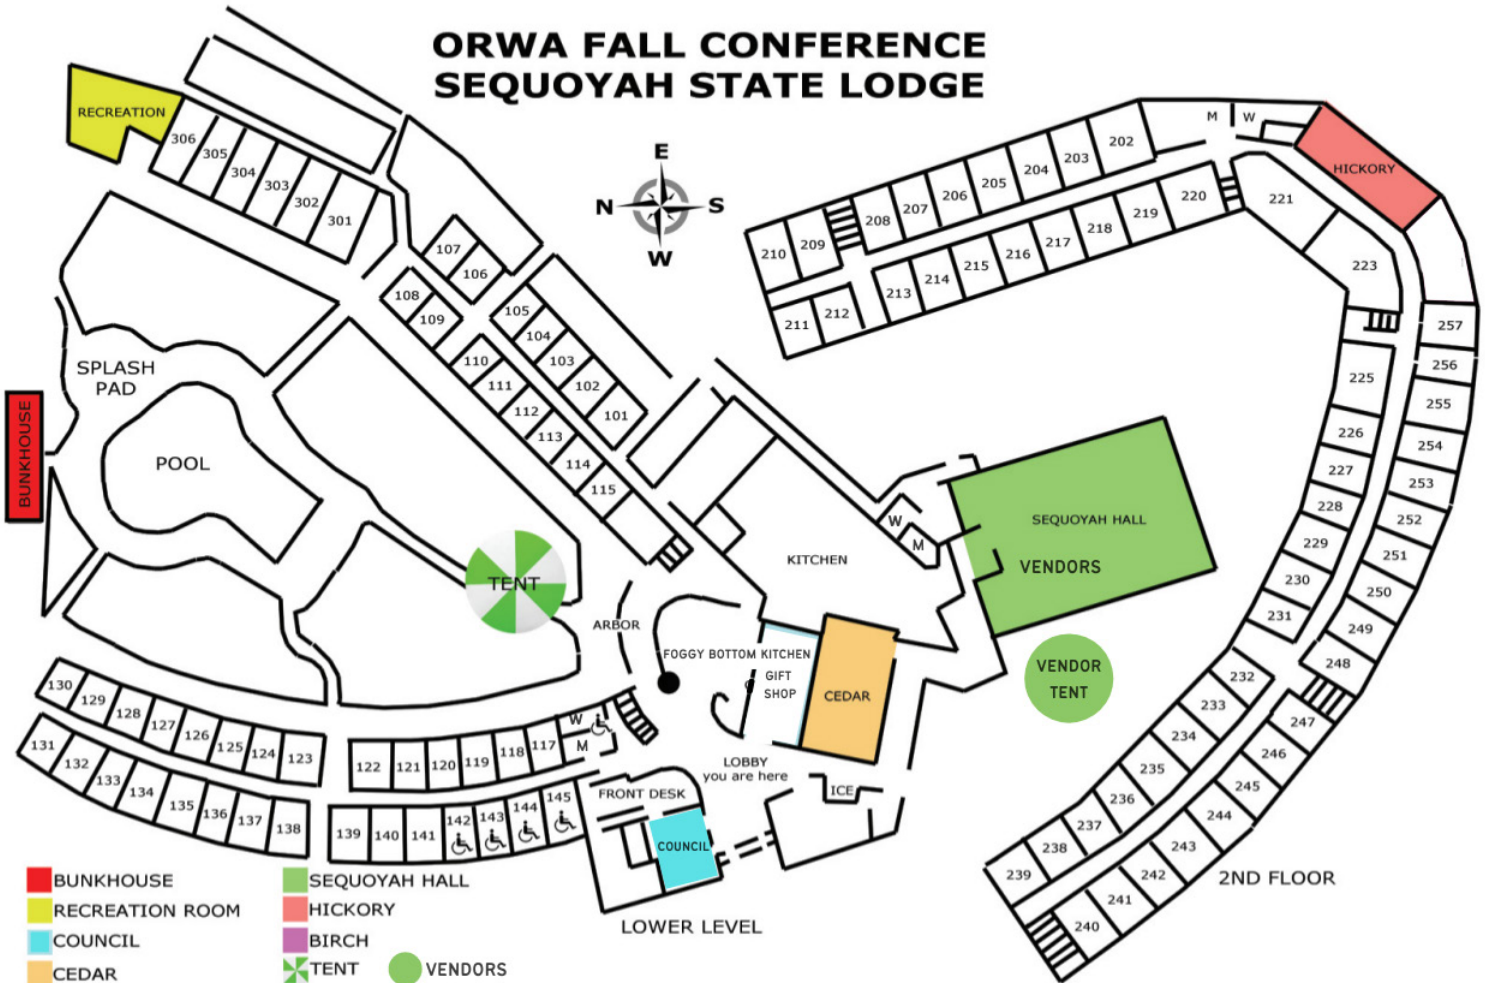 ORWA FALL CONFERENCE
SEQUOYAH STATE LODGE
E
N S
W
RECREATION
306
305
304
303
302
301
107
106
108
109
105
104
103
102
101
110
111
112
113
114
115
SPLASH
PAD
POOL
BUNKHOUSE
TENT
ARBOR
KITCHEN
FOGGY BOTTOM KITCHEN
GIFT
SHOP
CEDAR
W
M
SEQUOYAH HALL
VENDORS
VENDOR
TENT
LOBBY
you are here
ICE
FRONT DESK
COUNCIL
W
M
130
129
128
127
126
125
124
123
122
121
120
119
118
117
131
132
133
134
135
136
137
138
139
140
141
142
143
144
145
LOWER LEVEL
M W
HICKORY
202
203
204
205
206
207
208
209
210
211
212
213
214
215
216
217
218
219
220
221
223
225
226
227
228
229
230
231
232
233
234
235
236
237
238
239
257
256
255
254
253
252
251
250
249
248
247
246
245
244
243
242
241
240
2ND FLOOR
BUNKHOUSE
RECREATION ROOM
COUNCIL
CEDAR
SEQUOYAH HALL
HICKORY
BIRCH
TENT
VENDORS